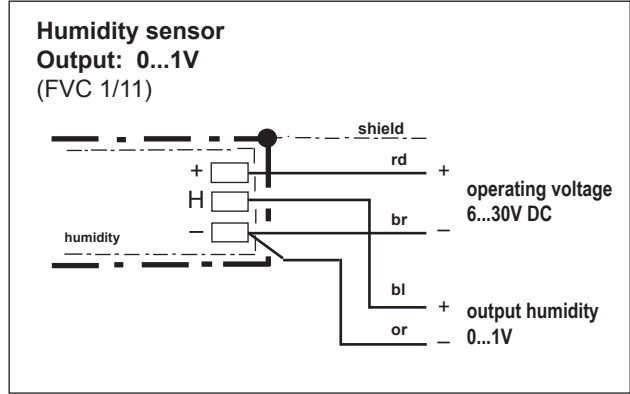 Humidity sensor
Output: 0...1V
(FVC 1/11)
shield
rd
+
+
operating voltage
6...30V DC
H
br
–
–
humidity
bl
+
output humidity
0...1V
or
–